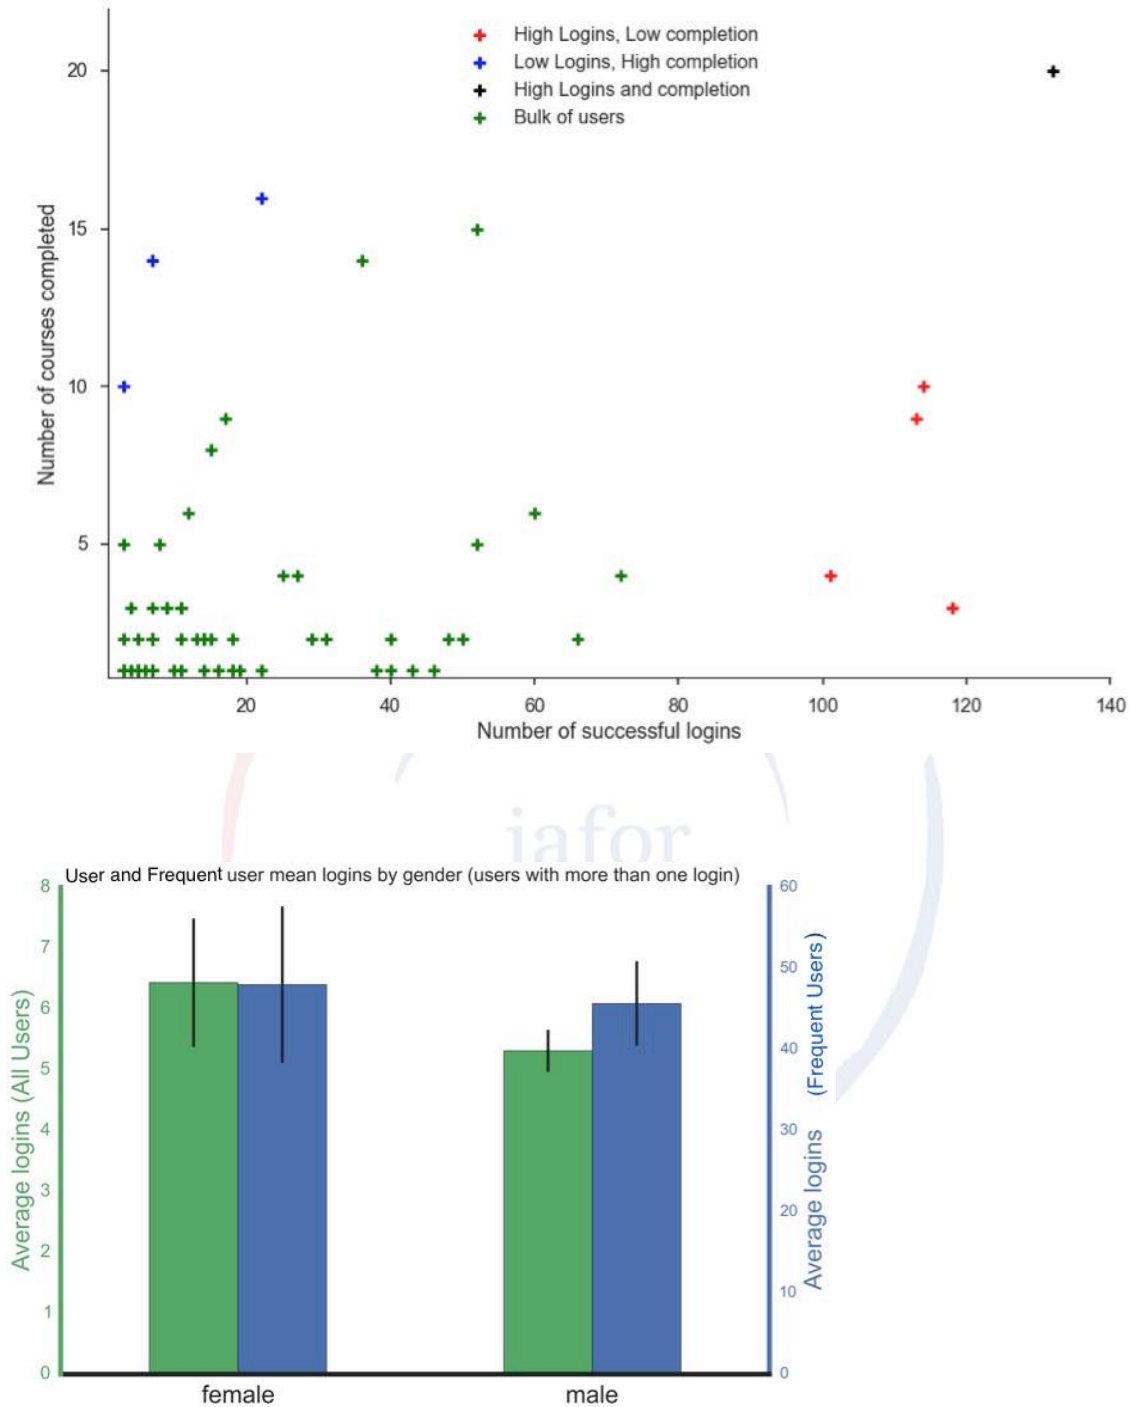 High Logins, Low completion
Low Logins, High completion
High Logins and completion
Bulk of users
20
15
10
5
Number of courses completed
20 40 60 80 100 120 140
Number of successful logins
iafor
User and Frequent user mean logins by gender (users with more than one login)
8
7
6
5
4
3
2
1
0
Average logins (All Users)
60
50
40
30
20
10
0
Average logins (Frequent Users)
female male